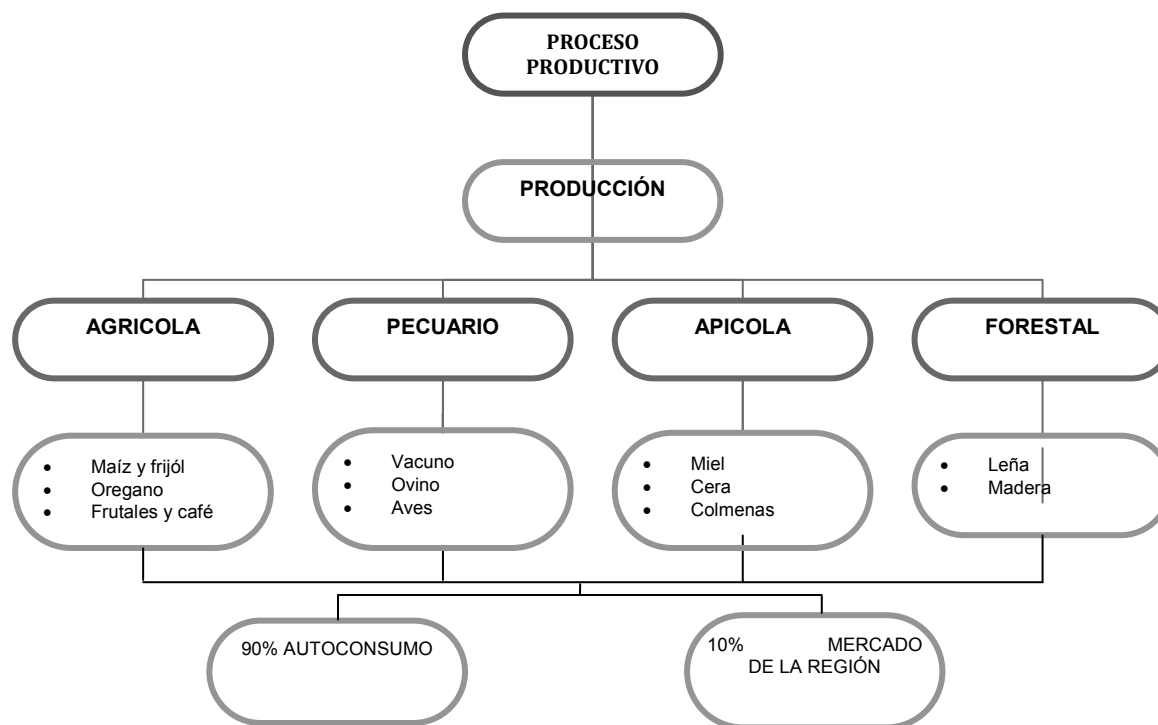 PROCESO
PRODUCTIVO
PRODUCCIÓN
AGRICOLA
PECUARIO
APICOLA
FORESTAL
• Maíz y frijól
• Oregano
• Frutales y café
• Vacuno
• Ovino
• Aves
• Miel
• Cera
• Colmenas
• Leña
• Madera
90% AUTOCONSUMO
10% MERCADO
DE LA REGIÓN